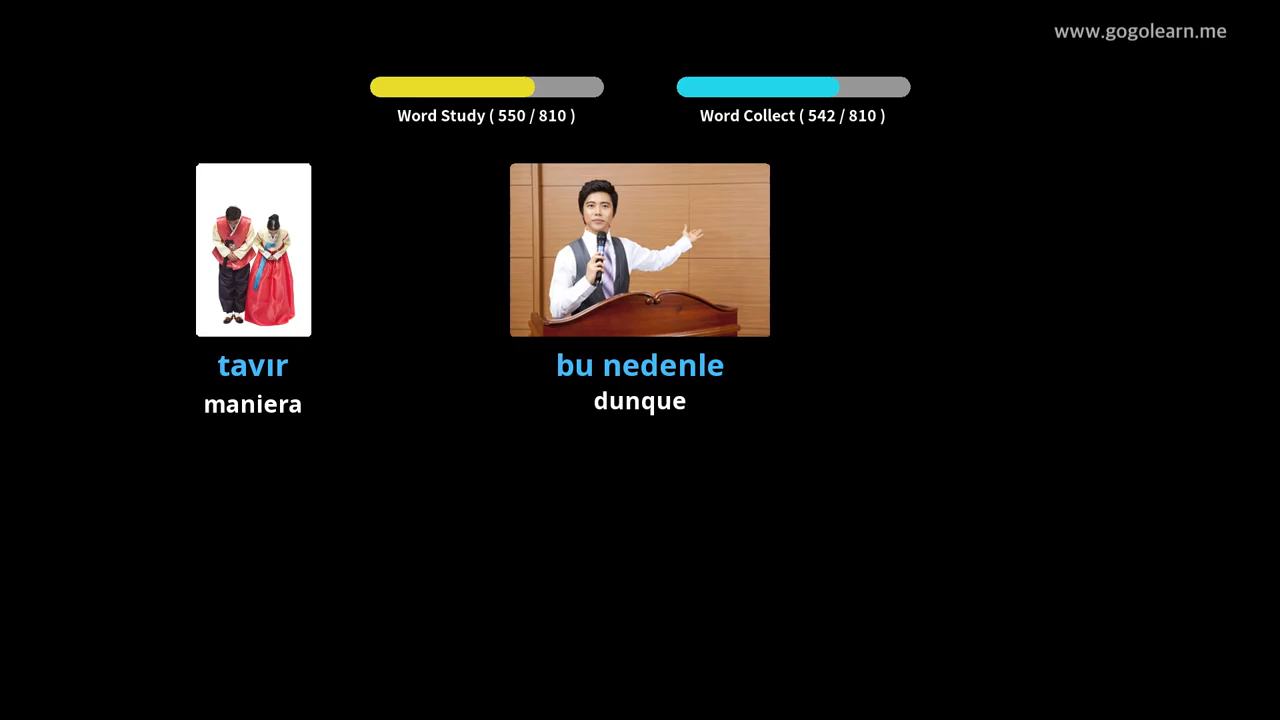 www.gogolearn.me
Word Study ( 550 / 810 )
Word Collect ( 542 / 810 )
tavır
maniera
bu nedenle
dunque